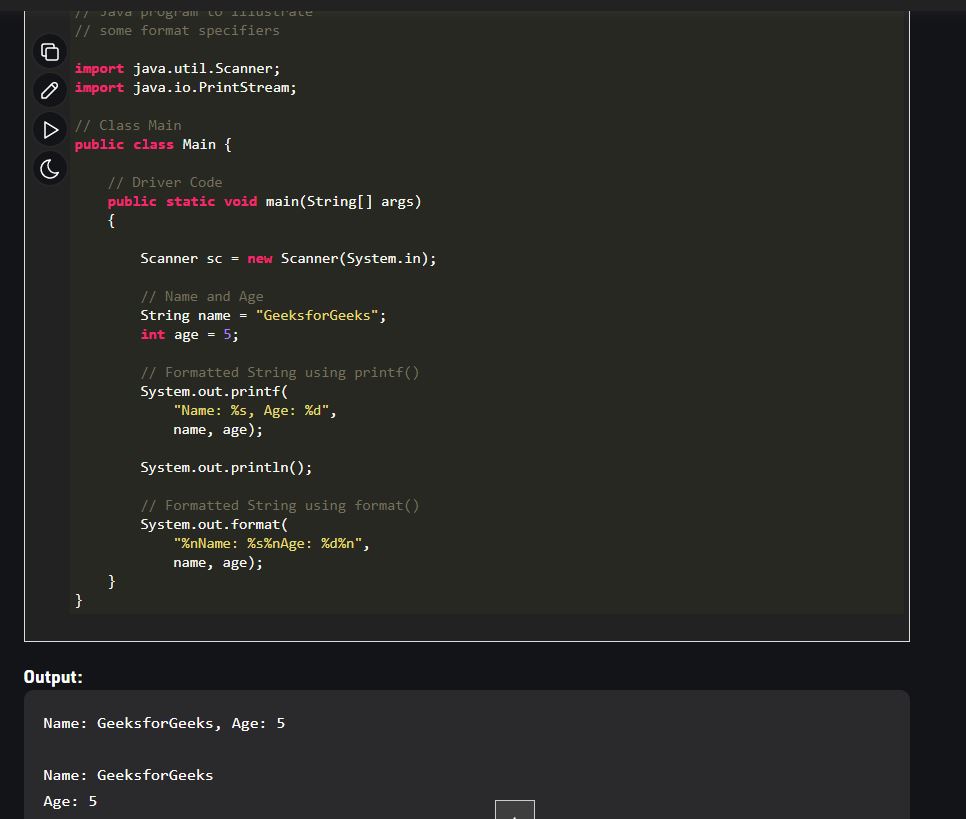 // Java program to illustrate
// some format specifiers
import java.util.Scanner;
import java.io.PrintStream;
// Class Main
public class Main {
// Driver Code
public static void main(String[] args)
{
Scanner sc = new Scanner(System.in);
// Name and Age
String name = "GeeksforGeeks";
int age = 5;
// Formatted String using printf()
System.out.printf(
"Name: %s, Age: %d",
name, age);
System.out.println();
// Formatted String using format()
System.out.format(
"%nName: %s%nAge: %d%n",
name, age);
}
}
Output:
Name: GeeksforGeeks, Age: 5
Name: GeeksforGeeks
Age: 5